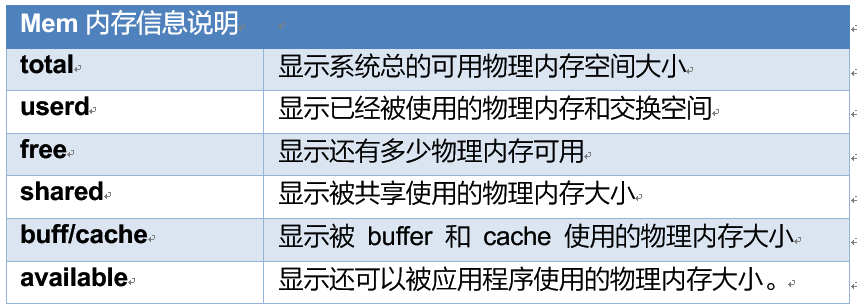 Mem 内存信息说明
total 显示系统总的可用物理内存空间大小
userd 显示已经被使用的物理内存和交换空间
free 显示还有多少物理内存可用
shared 显示被共享使用的物理内存大小
buff/cache 显示被 buffer 和 cache 使用的物理内存大小
available 显示还可以被应用程序使用的物理内存大小。